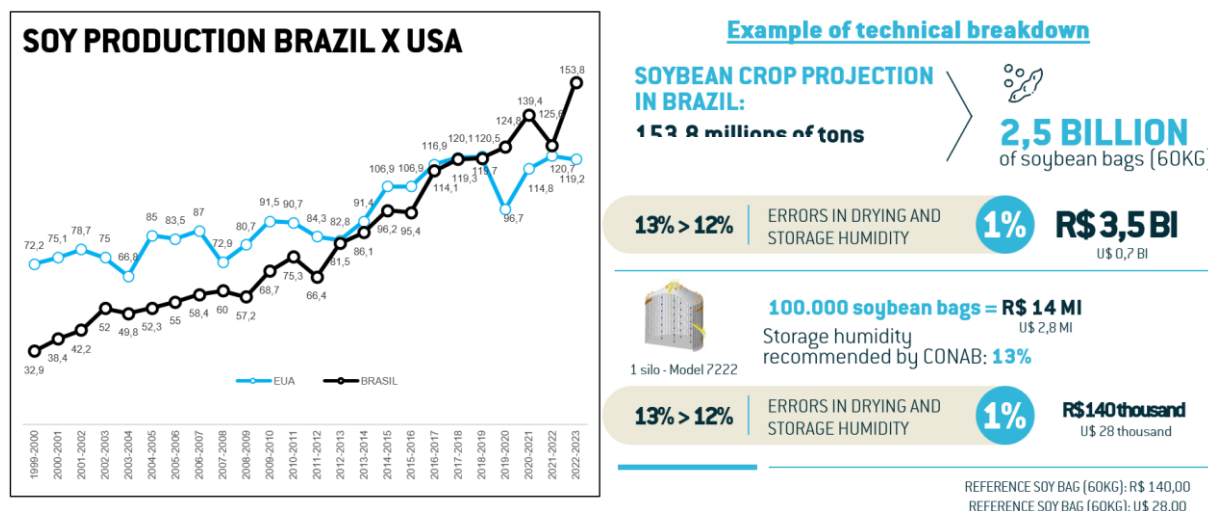 SOY PRODUCTION BRAZIL X USA
153,8
139,4
124,8
125,6
116,9
120,1
120,5
119,7
119,3
114,1
120,7
119,2
114,8
106,9
106,9
96,7
91,5
90,7
91,4
96,2
95,4
85
83,5
87
84,3
82,8
86,1
80,7
81,5
78,7
75,1
75
72,2
72,9
75,3
66,8
68,7
66,4
60
58,4
57,2
55
52,3
52
49,8
42,2
38,4
32,9
EUA
BRASIL
1999-2000
2000-2001
2001-2002
2002-2003
2003-2004
2004-2005
2005-2006
2006-2007
2007-2008
2008-2009
2009-2010
2010-2011
2011-2012
2012-2013
2013-2014
2014-2015
2015-2016
2016-2017
2017-2018
2018-2019
2019-2020
2020-2021
2021-2022
2022-2023
Example of technical breakdown
SOYBEAN CROP PROJECTION
IN BRAZIL:
153,8 millions of tons
2,5 BILLION
of soybean bags (60KG)
13% > 12%
ERRORS IN DRYING AND
STORAGE HUMIDITY
1%
R$ 3,5 BI
U$ 0,7 BI
100.000 soybean bags = R$ 14 MI
U$ 2,8 MI
Storage humidity
recommended by CONAB: 13%
1 silo - Model 7222
13% > 12%
ERRORS IN DRYING AND
STORAGE HUMIDITY
1%
R$140 thousand
U$ 28 thousand
REFERENCE SOY BAG (60KG): R$ 140,00
REFERENCE SOY BAG (60KG): U$ 28,00